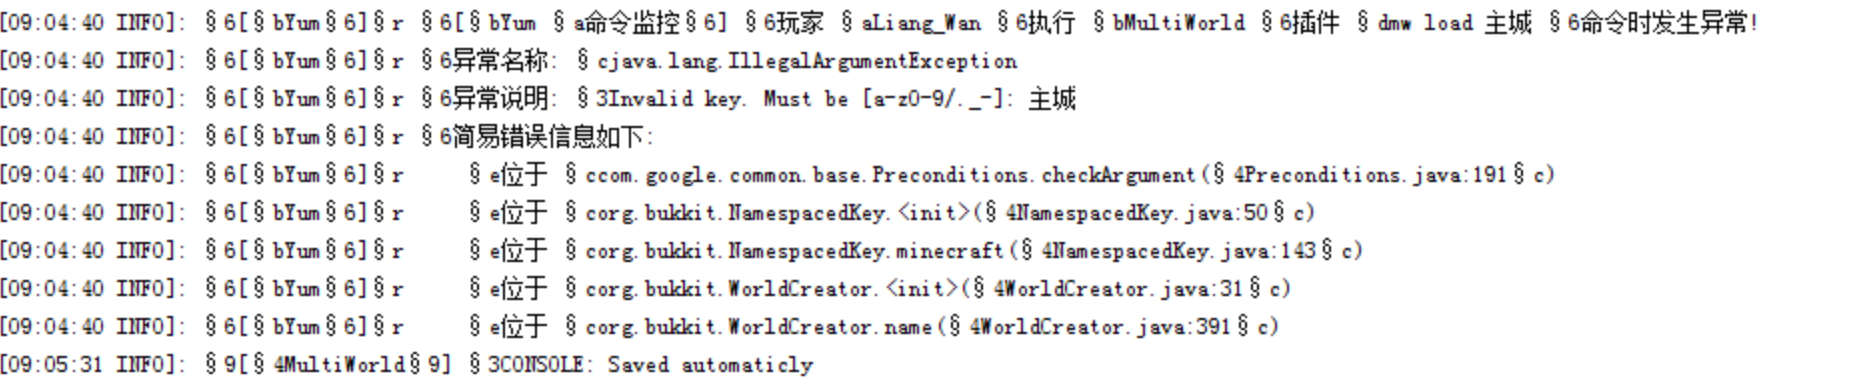 [09:04:40 INFO]: §6[§bYum§6]§r §6[§bYum §a命令监控§6] §6玩家 §aLiang_Wan §6执行 §bMultiWorld §6插件 §dmw load 主城 §6命令时发生异常!
[09:04:40 INFO]: §6[§bYum§6]§r §6异常名称: §cjava.lang.IllegalArgumentException
[09:04:40 INFO]: §6[§bYum§6]§r §6异常说明: §3Invalid key. Must be [a-z0-9/._-]: 主城
[09:04:40 INFO]: §6[§bYum§6]§r §6简易错误信息如下:
[09:04:40 INFO]: §6[§bYum§6]§r     §e位于 §ccom.google.common.base.Preconditions.checkArgument(§4Preconditions.java:191§c)
[09:04:40 INFO]: §6[§bYum§6]§r     §e位于 §corg.bukkit.NamespacedKey.<init>(§4NamespacedKey.java:50§c)
[09:04:40 INFO]: §6[§bYum§6]§r     §e位于 §corg.bukkit.NamespacedKey.minecraft(§4NamespacedKey.java:143§c)
[09:04:40 INFO]: §6[§bYum§6]§r     §e位于 §corg.bukkit.WorldCreator.<init>(§4WorldCreator.java:31§c)
[09:04:40 INFO]: §6[§bYum§6]§r     §e位于 §corg.bukkit.WorldCreator.name(§4WorldCreator.java:391§c)
[09:05:31 INFO]: §9[§4MultiWorld§9] §3CONSOLE: Saved automaticly